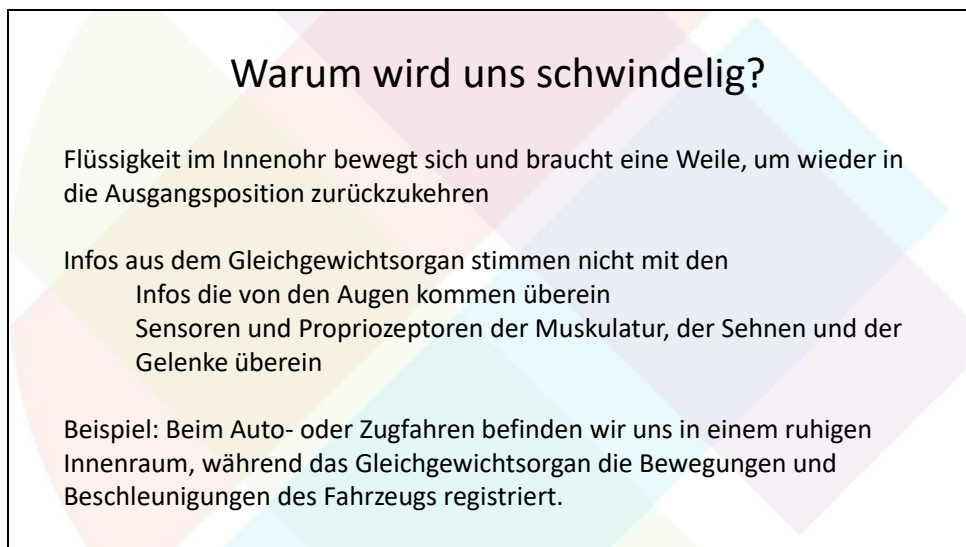 Warum wird uns schwindelig?
Flüssigkeit im Innenohr bewegt sich und braucht eine Weile, um wieder in
die Ausgangsposition zurückzukehren
Infos aus dem Gleichgewichtsorgan stimmen nicht mit den
Infos die von den Augen kommen überein
Sensoren und Propriozeptoren der Muskulatur, der Sehnen und der
Gelenke überein
Beispiel: Beim Auto- oder Zugfahren befinden wir uns in einem ruhigen
Innenraum, während das Gleichgewichtsorgan die Bewegungen und
Beschleunigungen des Fahrzeugs registriert.